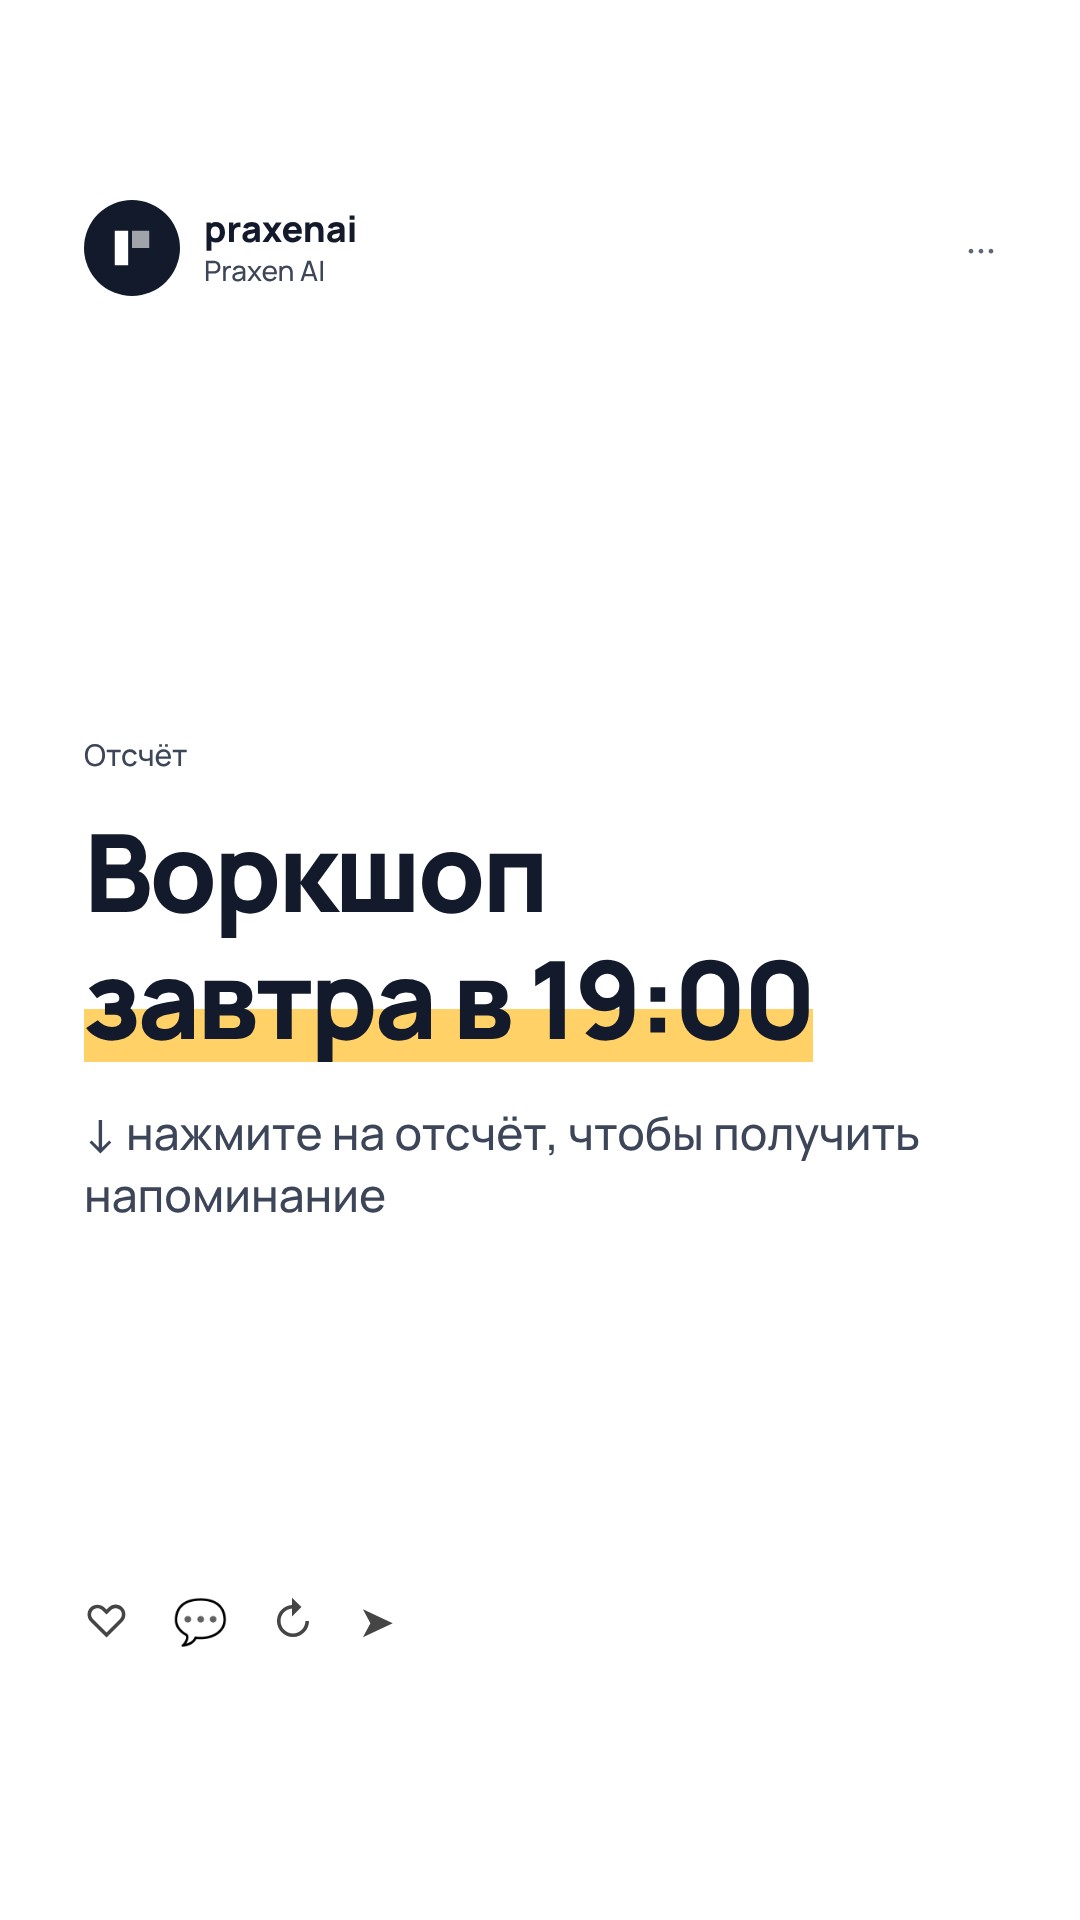 praxenai
Praxen AI
...
Отсчёт
Воркшоп
завтра в 19:00
↓ нажмите на отсчёт, чтобы получить
напоминание